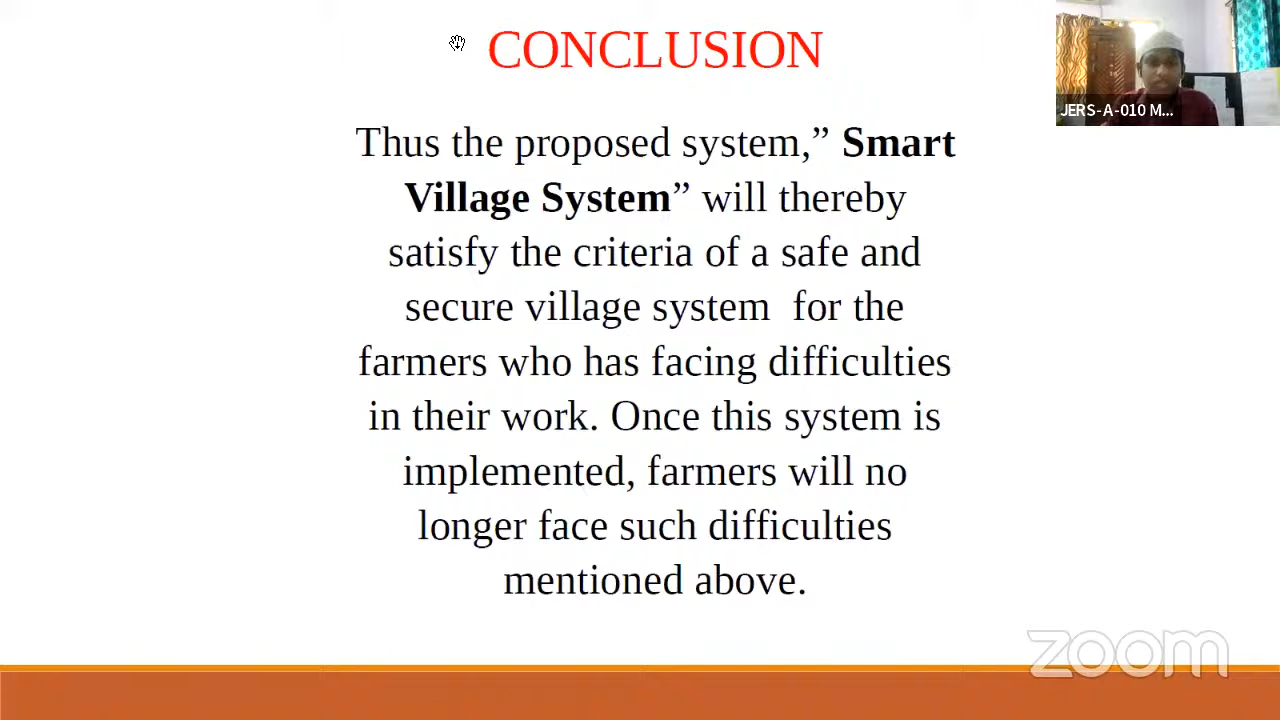 CONCLUSION
JERS-A-010 M...
Thus the proposed system,” Smart
Village System” will thereby
satisfy the criteria of a safe and
secure village system  for the
farmers who has facing difficulties
in their work. Once this system is
implemented, farmers will no
longer face such difficulties
mentioned above.
zoom